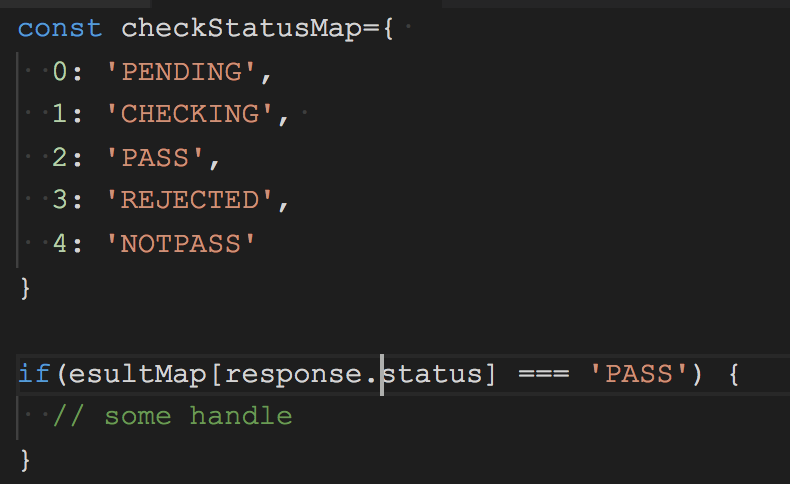 const checkStatusMap={
0: 'PENDING',
1: 'CHECKING',
2: 'PASS',
3: 'REJECTED',
4: 'NOTPASS'
}
if(esultMap[response.status] === 'PASS') {
// some handle
}